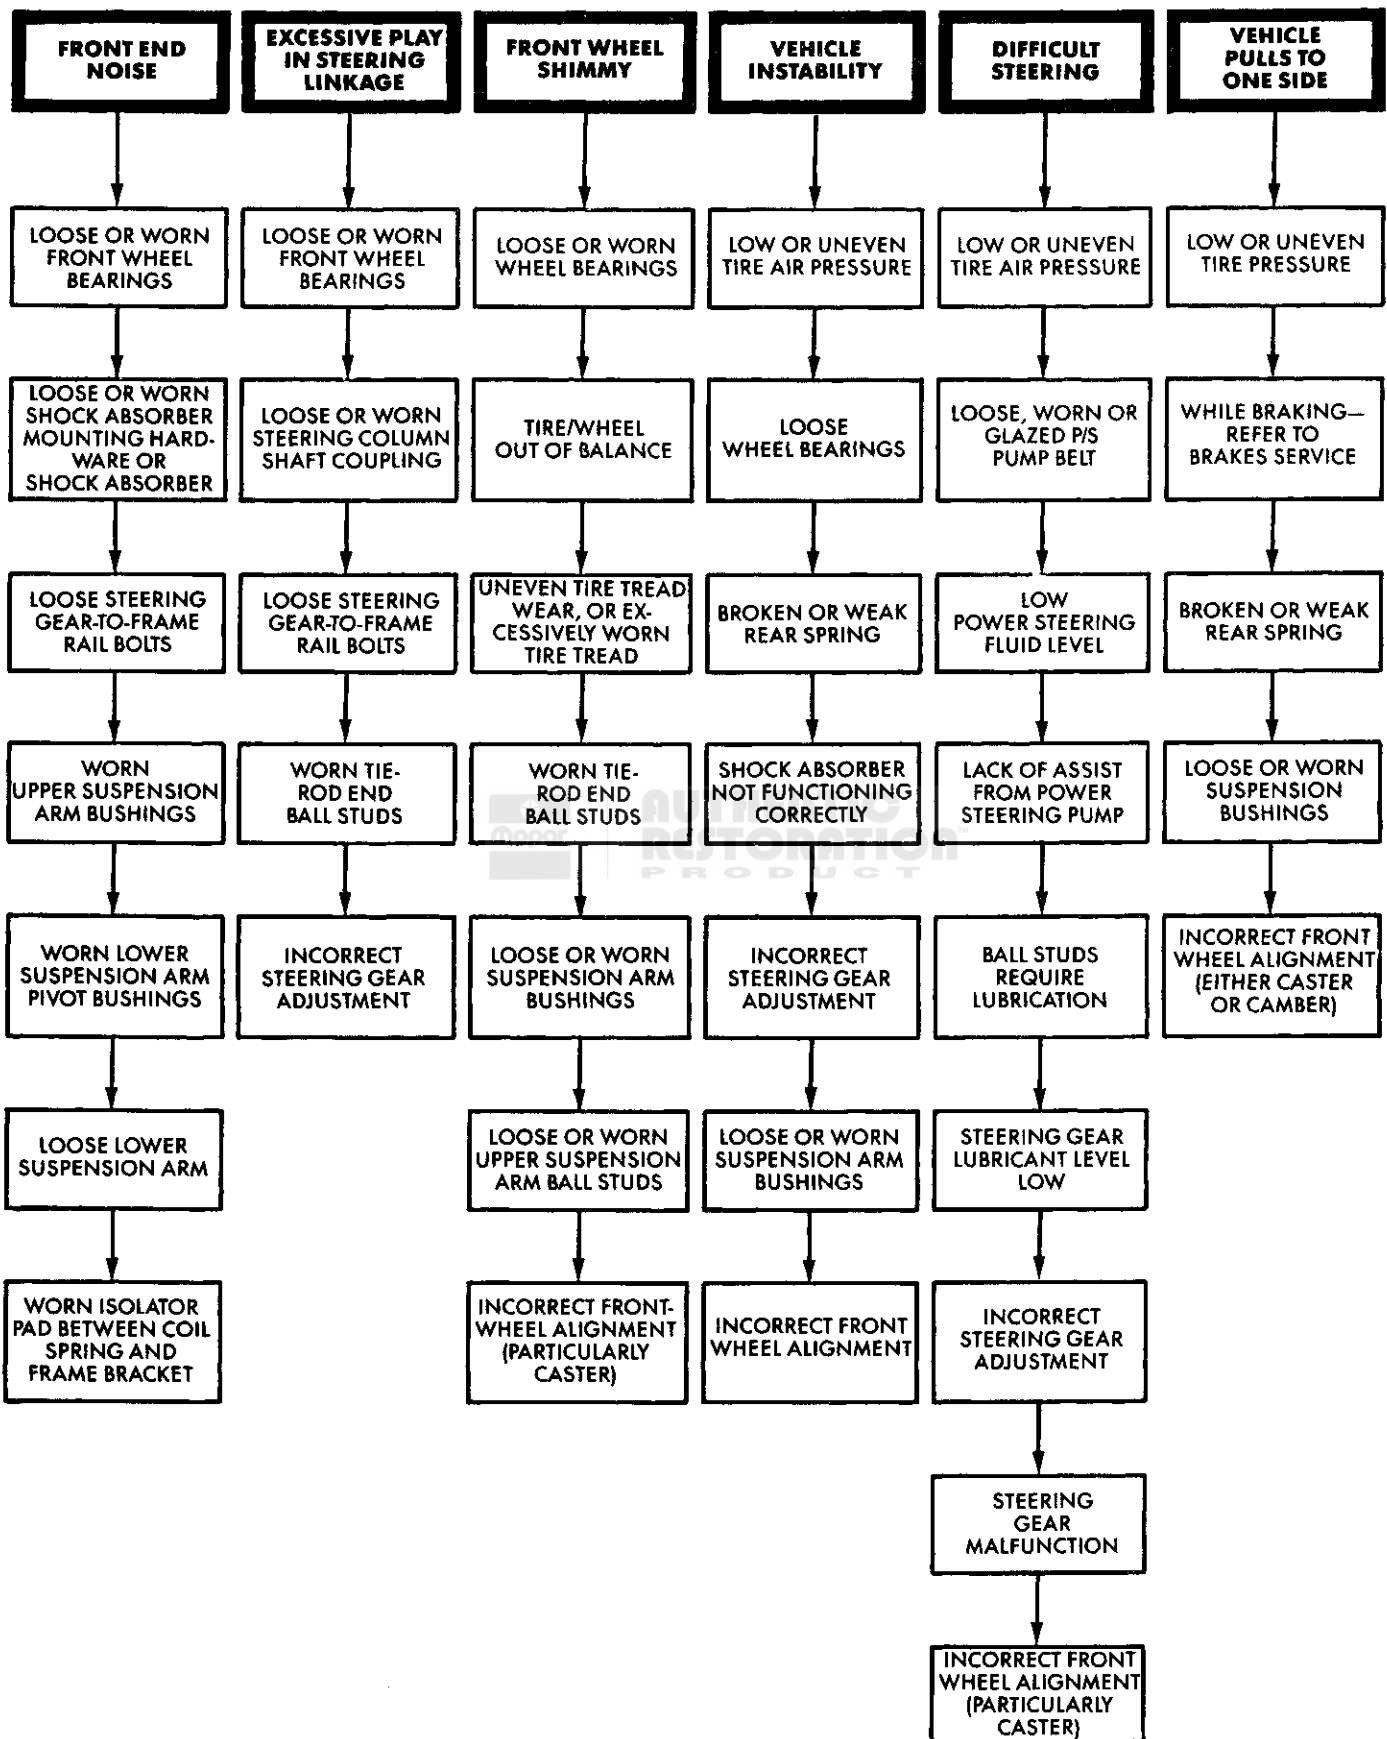 FRONT END
NOISE
LOOSE OR WORN
FRONT WHEEL
BEARINGS
LOOSE OR WORN
SHOCK ABSORBER
MOUNTING HARD-
WARE OR
SHOCK ABSORBER
LOOSE STEERING
GEAR-TO-FRAME
RAIL BOLTS
WORN
UPPER SUSPENSION
ARM BUSHINGS
WORN LOWER
SUSPENSION ARM
PIVOT BUSHINGS
LOOSE LOWER
SUSPENSION ARM
WORN ISOLATOR
PAD BETWEEN COIL
SPRING AND
FRAME BRACKET
EXCESSIVE PLAY
IN STEERING
LINKAGE
LOOSE OR WORN
FRONT WHEEL
BEARINGS
LOOSE OR WORN
STEERING COLUMN
SHAFT COUPLING
LOOSE STEERING
GEAR-TO-FRAME
RAIL BOLTS
WORN TIE-
ROD END
BALL STUDS
INCORRECT
STEERING GEAR
ADJUSTMENT
FRONT WHEEL
SHIMMY
LOOSE OR WORN
WHEEL BEARINGS
TIRE/WHEEL
OUT OF BALANCE
UNEVEN TIRE TREAD
WEAR, OR EX-
CESSIVELY WORN
TIRE TREAD
WORN TIE-
ROD END
BALL STUDS
LOOSE OR WORN
SUSPENSION ARM
BUSHINGS
LOOSE OR WORN
UPPER SUSPENSION
ARM BALL STUDS
INCORRECT FRONT-
WHEEL ALIGNMENT
(PARTICULARLY
CASTER)
VEHICLE
INSTABILITY
LOW OR UNEVEN
TIRE AIR PRESSURE
LOOSE
WHEEL BEARINGS
BROKEN OR WEAK
REAR SPRING
SHOCK ABSORBER
NOT FUNCTIONING
CORRECTLY
INCORRECT
STEERING GEAR
ADJUSTMENT
LOOSE OR WORN
SUSPENSION ARM
BUSHINGS
INCORRECT FRONT
WHEEL ALIGNMENT
DIFFICULT
STEERING
LOW OR UNEVEN
TIRE AIR PRESSURE
LOOSE, WORN OR
GLAZED P/S
PUMP BELT
LOW
POWER STEERING
FLUID LEVEL
LACK OF ASSIST
FROM POWER
STEERING PUMP
BALL STUDS
REQUIRE
LUBRICATION
STEERING GEAR
LUBRICANT LEVEL
LOW
INCORRECT
STEERING GEAR
ADJUSTMENT
STEERING
GEAR
MALFUNCTION
INCORRECT FRONT
WHEEL ALIGNMENT
(PARTICULARLY
CASTER)
VEHICLE
PULLS TO
ONE SIDE
LOW OR UNEVEN
TIRE PRESSURE
WHILE BRAKING—
REFER TO
BRAKES SERVICE
BROKEN OR WEAK
REAR SPRING
LOOSE OR WORN
SUSPENSION
BUSHINGS
INCORRECT FRONT
WHEEL ALIGNMENT
(EITHER CASTER
OR CAMBER)
Mopar
AUTHENTIC
RESTORATION™
PRODUCT